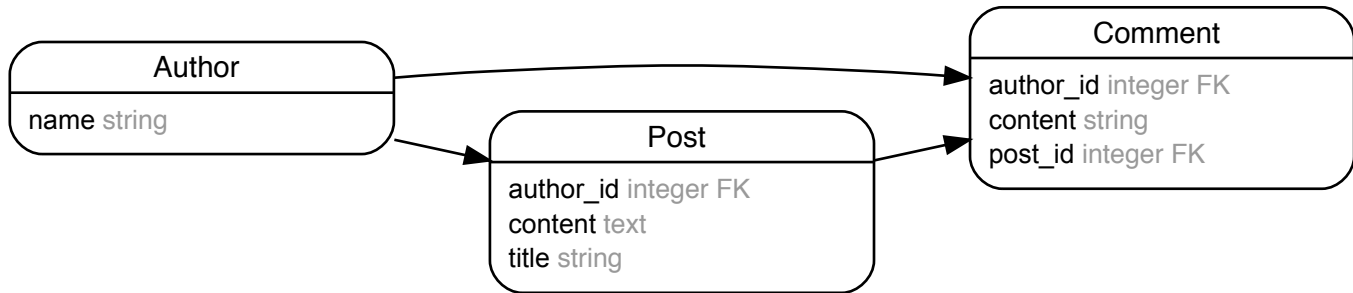 Author
name string
Post
author_id integer FK
content text
title string
Comment
author_id integer FK
content string
post_id integer FK